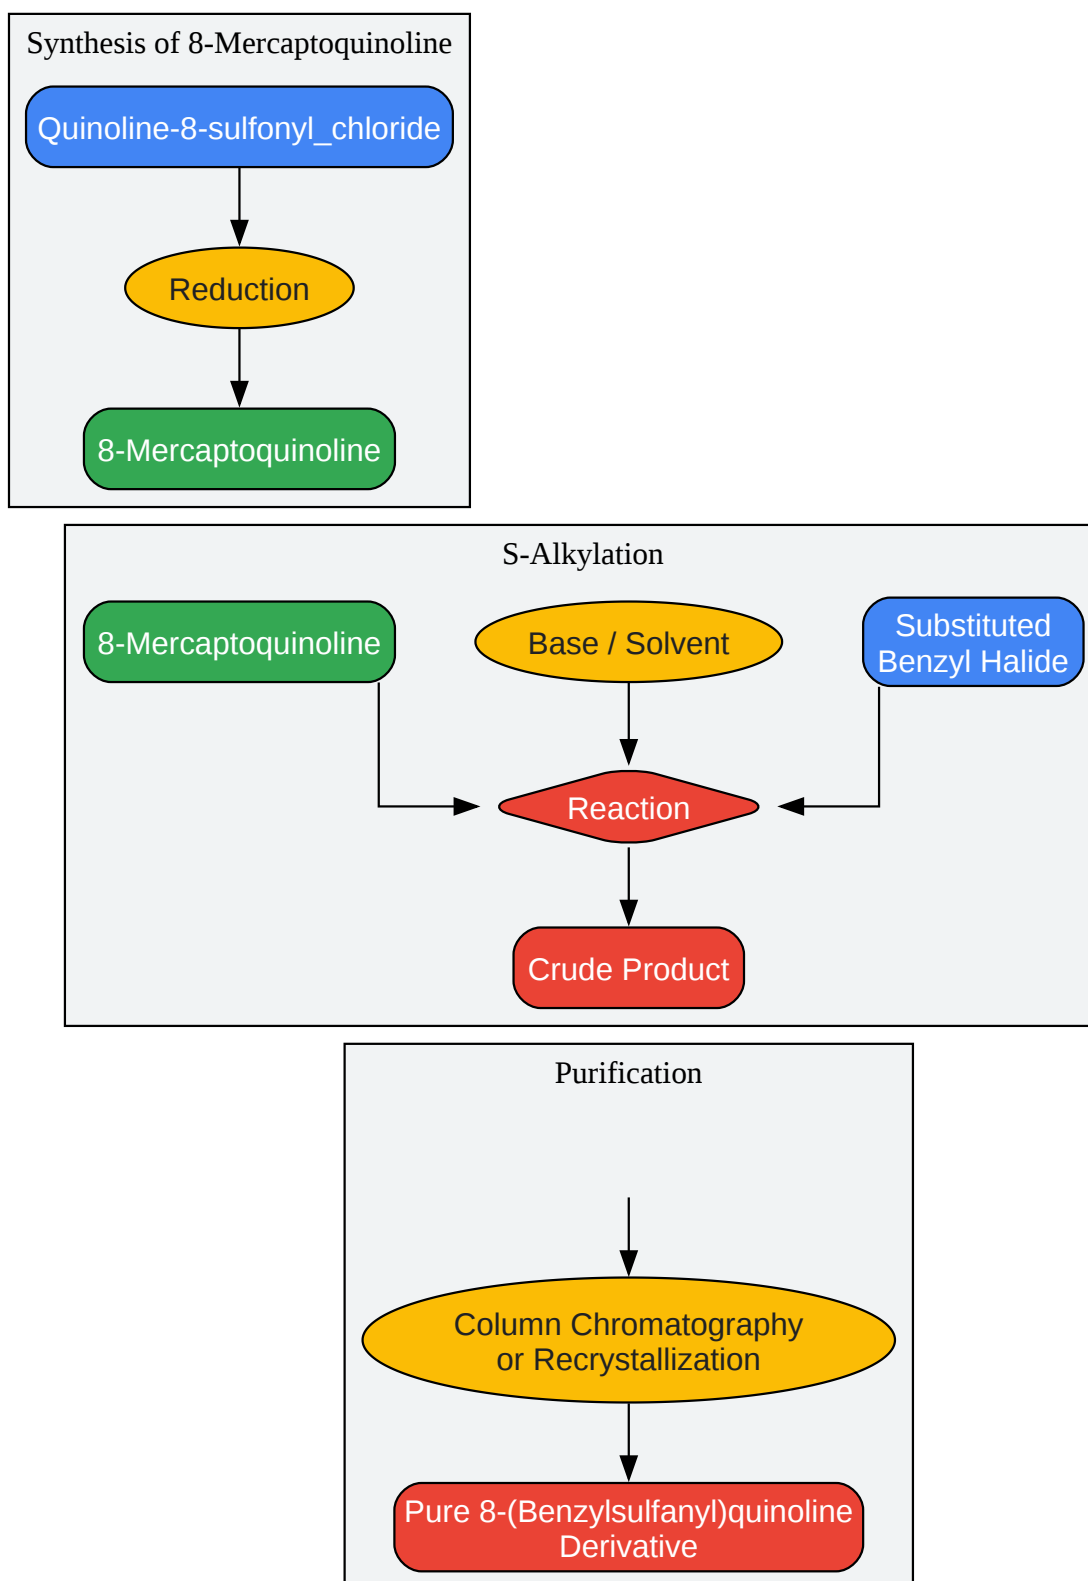 Synthesis of 8-Mercaptoquinoline
Quinoline-8-sulfonyl_chloride
Reduction
8-Mercaptoquinoline
S-Alkylation
8-Mercaptoquinoline
Base / Solvent
Substituted
Benzyl Halide
Reaction
Crude Product
Purification
Column Chromatography
or Recrystallization
Pure 8-(Benzylsulfanyl)quinoline
Derivative